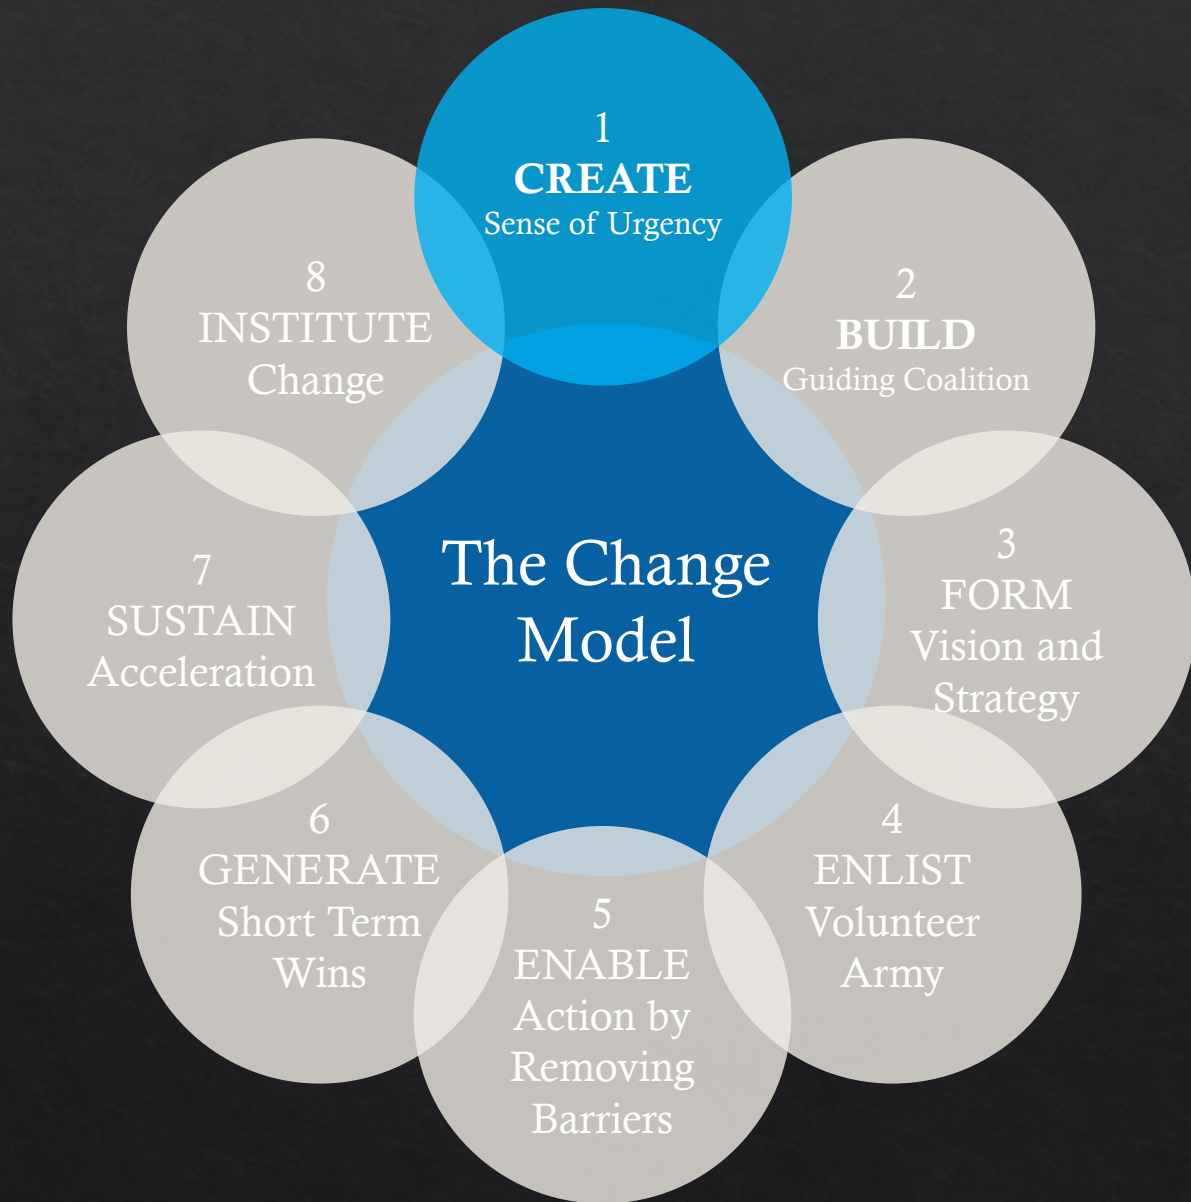 1
CREATE
Sense of Urgency
2
BUILD
Guiding Coalition
3
FORM
Vision and
Strategy
4
ENLIST
Volunteer
Army
5
ENABLE
Action by
Removing
Barriers
6
GENERATE
Short Term
Wins
7
SUSTAIN
Acceleration
8
INSTITUTE
Change
The Change
Model